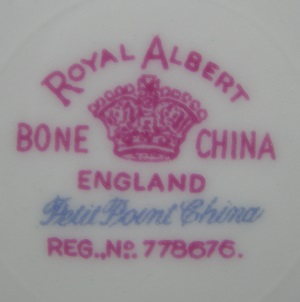 ROYAL ALBERT
BONE CHINA
ENGLAND
Petit Point China
REG., No. 778676.